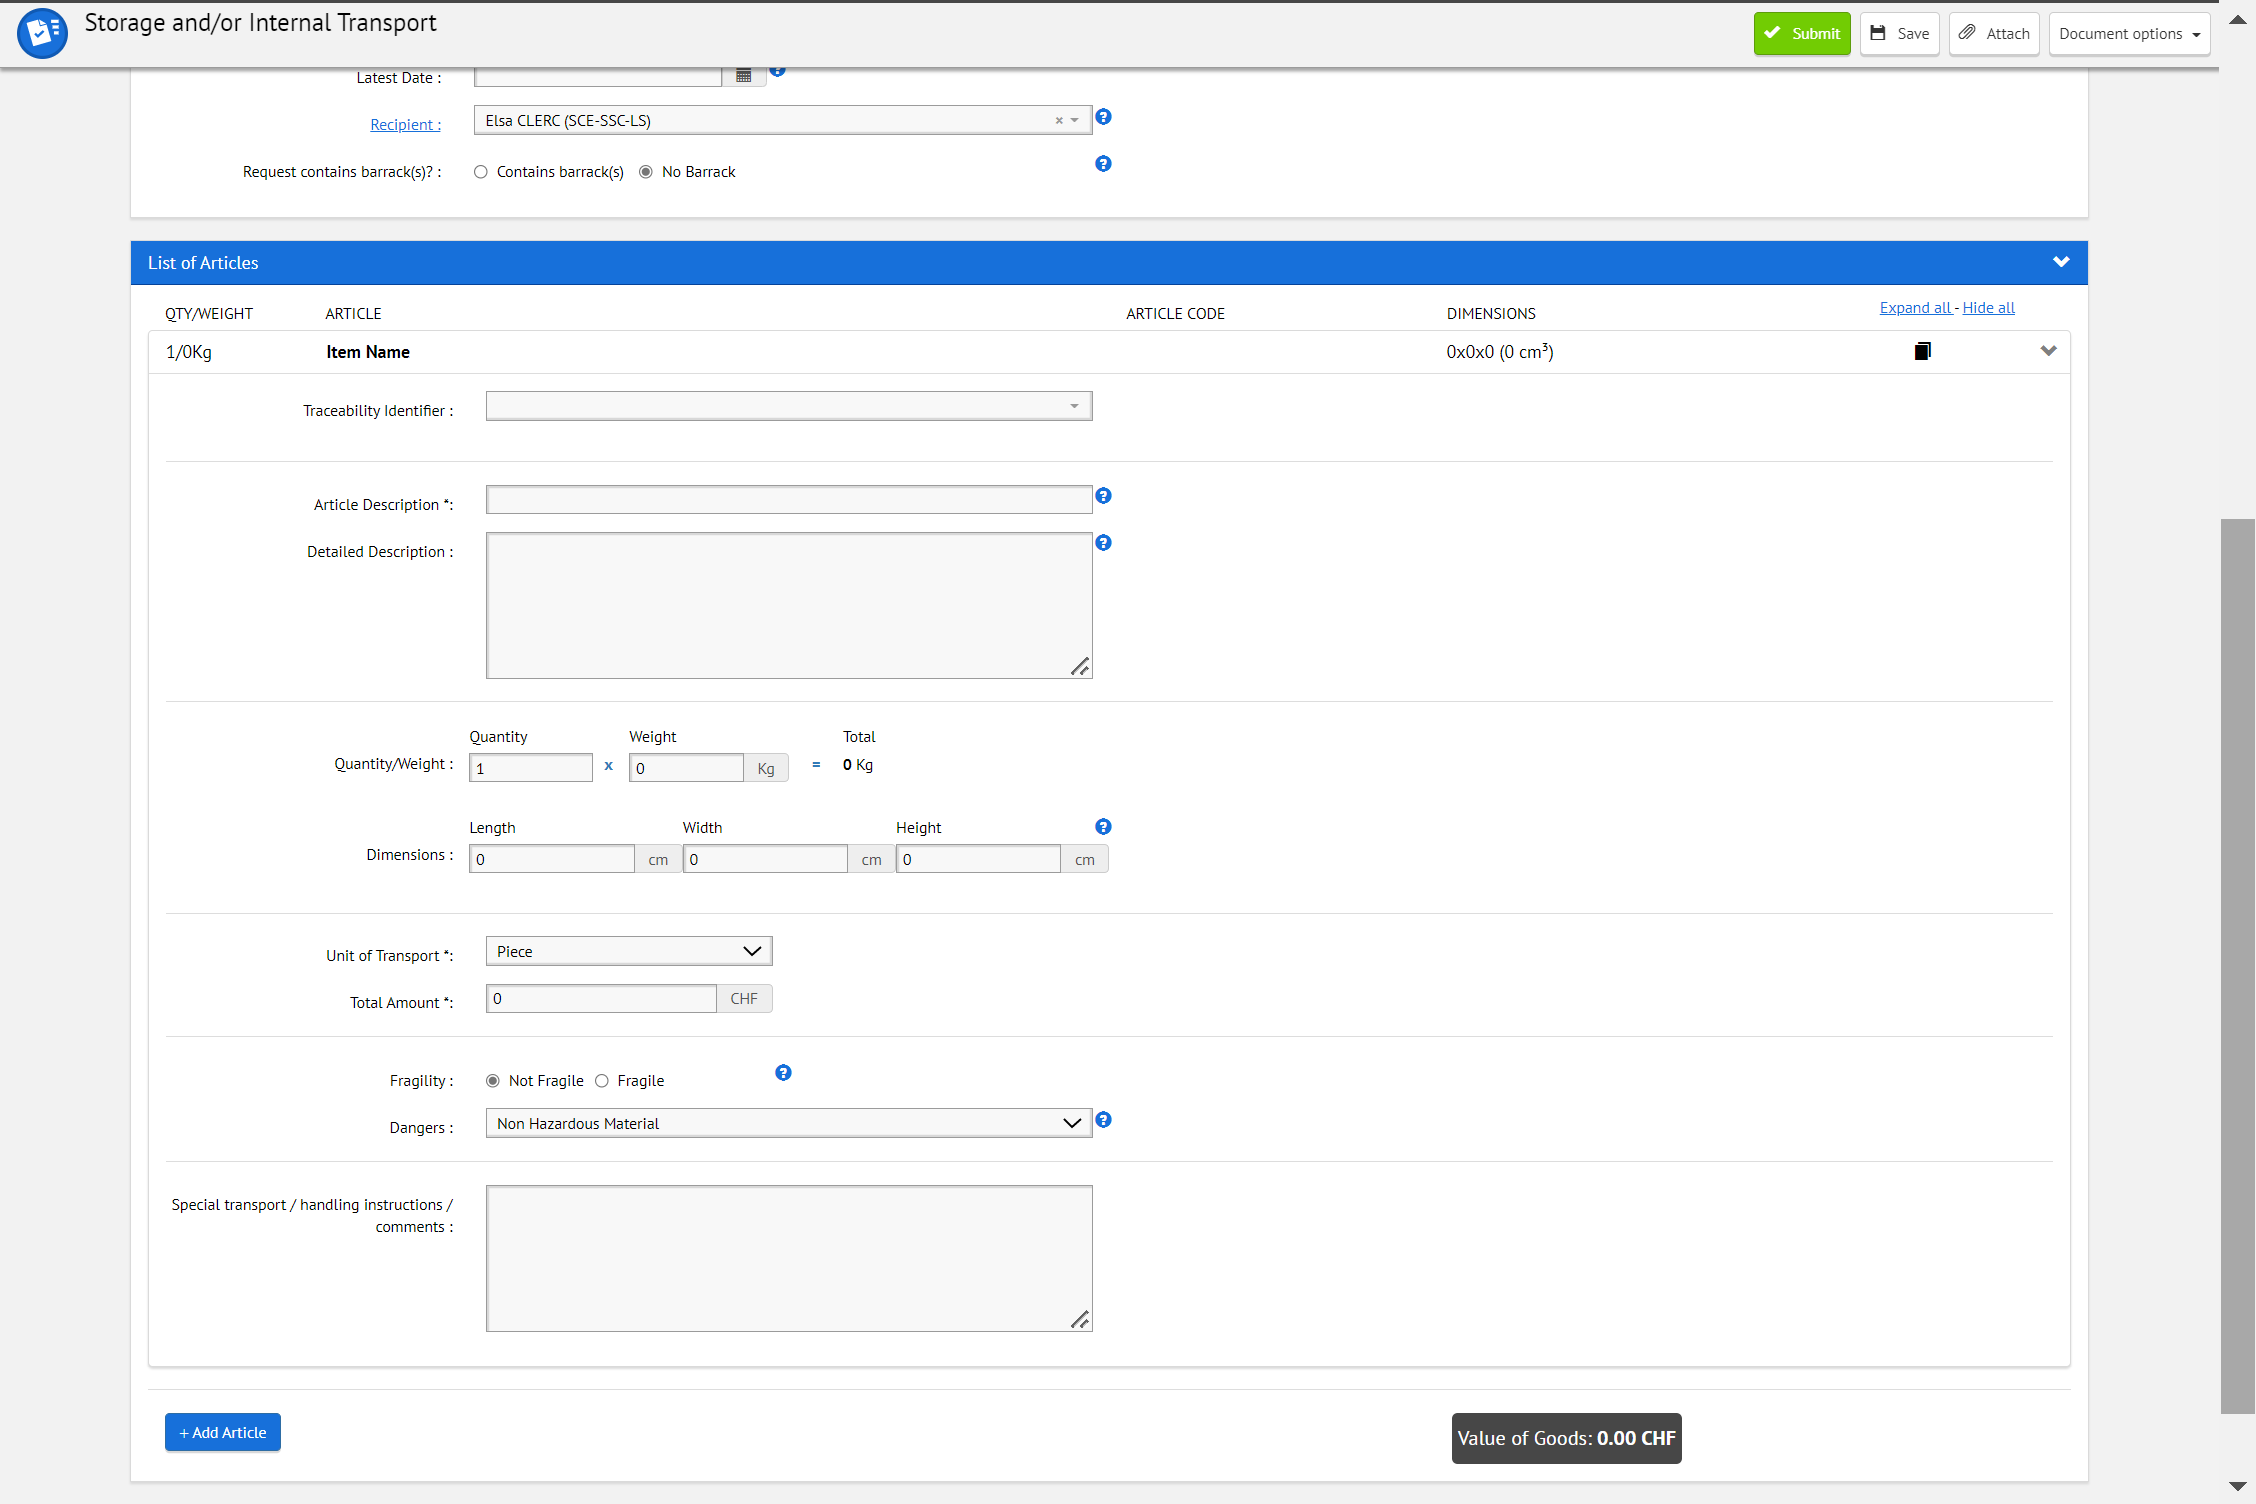 Storage and/or Internal Transport
Submit
Save
Attach
Document options
Latest Date :
Recipient :
Elsa CLERC (SCE-SSC-LS)
×
Request contains barrack(s)? :
Contains barrack(s)
No Barrack
List of Articles
QTY/WEIGHT
ARTICLE
ARTICLE CODE
DIMENSIONS
Expand all - Hide all
1/0Kg
Item Name
0x0x0 (0 cm³)
Traceability Identifier :
Article Description *:
Detailed Description :
Quantity
Weight
Total
Quantity/Weight :
1
x
0
Kg
=
0 Kg
Length
Width
Height
Dimensions :
0
cm
0
cm
0
cm
Unit of Transport *:
Piece
Total Amount *:
0
CHF
Fragility :
Not Fragile
Fragile
Dangers :
Non Hazardous Material
Special transport / handling instructions /
comments :
+ Add Article
Value of Goods: 0.00 CHF